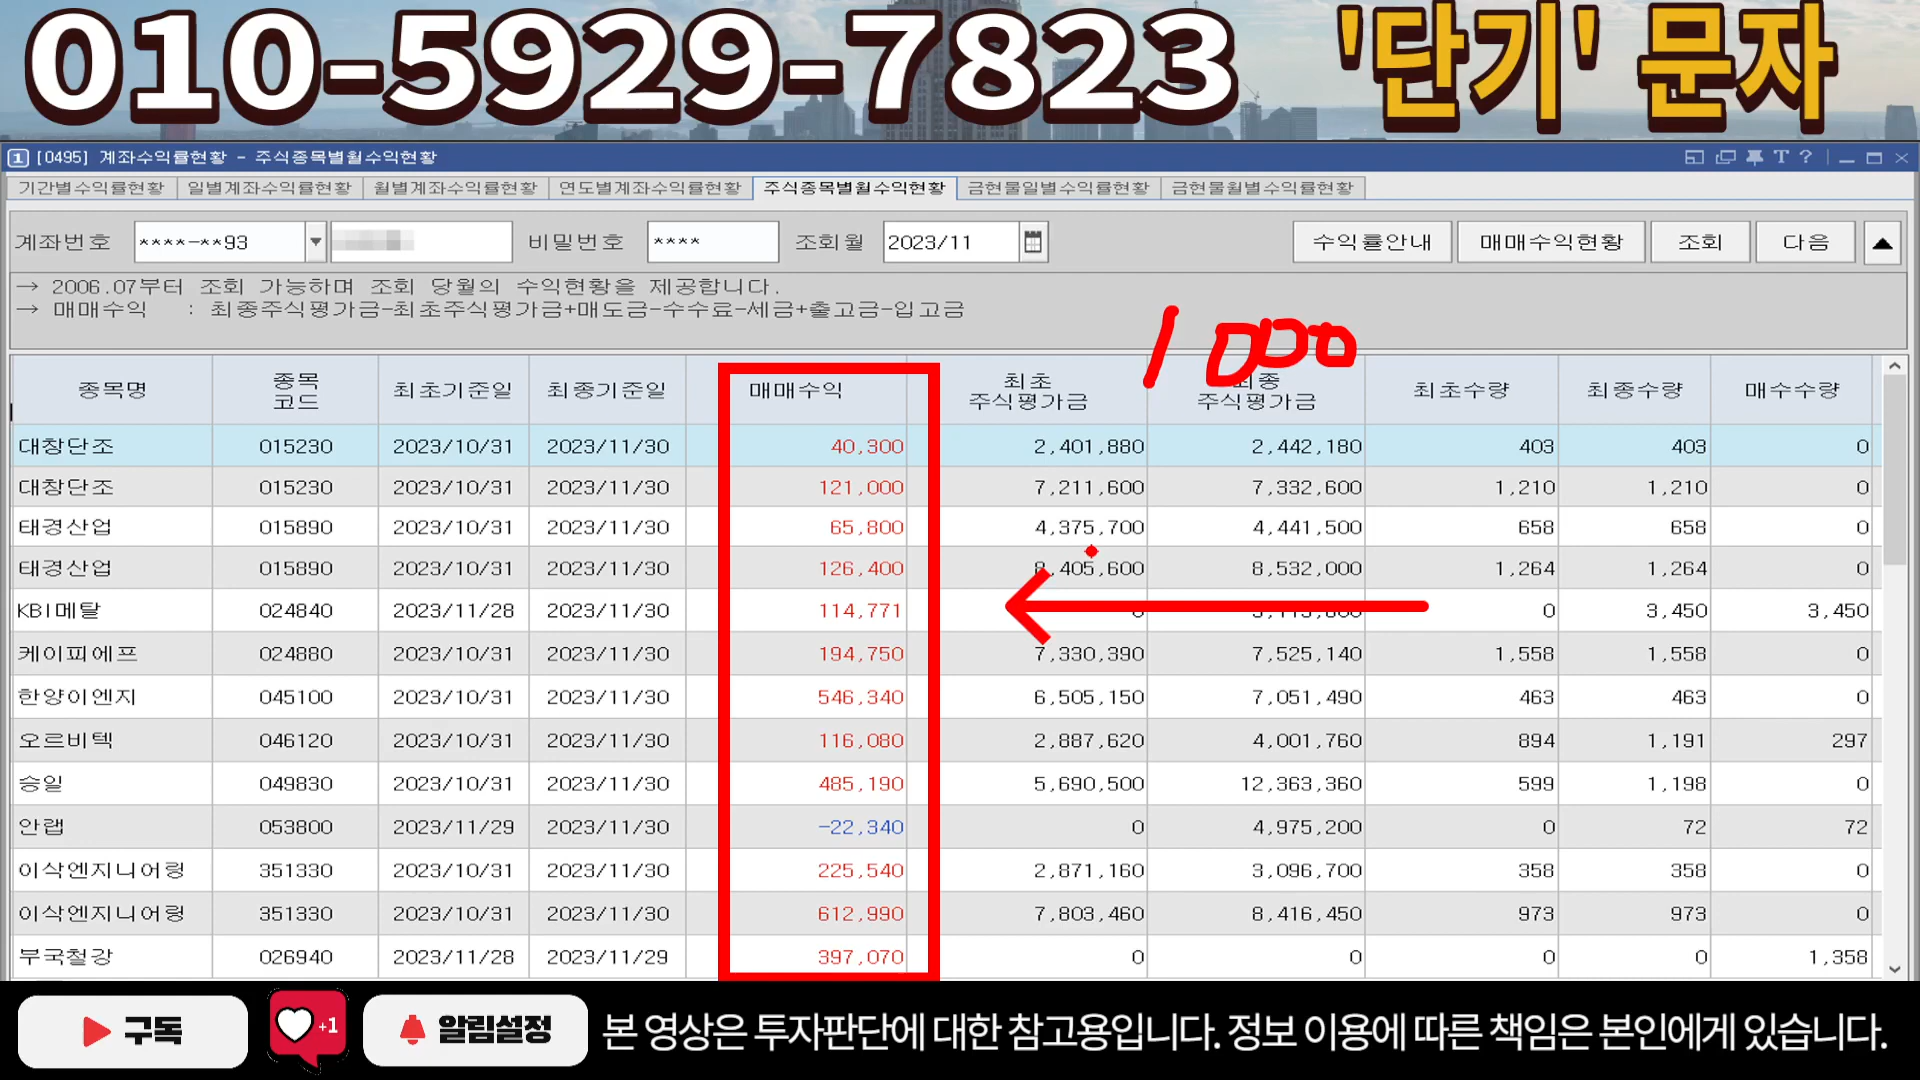 010-5929-7823 '단기' 문자
1 [0495] 계좌수익률현황 - 주식종목별월수익현황
기간별수익률현황 일별계좌수익률현황 월별계좌수익률현황 연도별계좌수익률현황 주식종목별월수익현황 금현물일별수익률현황 금현물월별수익률현황
계좌번호 ****-**93 비밀번호 **** 조회월 2023/11 수익률안내 매매수익현황 조회 다음
→ 2006.07부터 조회 가능하며 조회 당월의 수익현황을 제공합니다.
→ 매매수익 : 최종주식평가금-최초주식평가금+매도금-수수료-세금+출고금-입고금
1000
종목명 종목코드 최초기준일 최종기준일 매매수익 최초주식평가금 최종주식평가금 최초수량 최종수량 매수수량
대창단조 015230 2023/10/31 2023/11/30 40,300 2,401,880 2,442,180 403 403 0
대창단조 015230 2023/10/31 2023/11/30 121,000 7,211,600 7,332,600 1,210 1,210 0
태경산업 015890 2023/10/31 2023/11/30 65,800 4,375,700 4,441,500 658 658 0
태경산업 015890 2023/10/31 2023/11/30 126,400 8,405,600 8,532,000 1,264 1,264 0
KBI메탈 024840 2023/11/28 2023/11/30 114,771 0 0 3,450 3,450
케이피에프 024880 2023/10/31 2023/11/30 194,750 7,330,390 7,525,140 1,558 1,558 0
한양이엔지 045100 2023/10/31 2023/11/30 546,340 6,505,150 7,051,490 463 463 0
오르비텍 046120 2023/10/31 2023/11/30 116,080 2,887,620 4,001,760 894 1,191 297
승일 049830 2023/10/31 2023/11/30 485,190 5,690,500 12,363,360 599 1,198 0
안랩 053800 2023/11/29 2023/11/30 -22,340 0 4,975,200 0 72 72
이삭엔지니어링 351330 2023/10/31 2023/11/30 225,540 2,871,160 3,096,700 358 358 0
이삭엔지니어링 351330 2023/10/31 2023/11/30 612,990 7,803,460 8,416,450 973 973 0
부국철강 026940 2023/11/28 2023/11/29 397,070 0 0 0 0 1,358
구독 +1 알림설정 본 영상은 투자판단에 대한 참고용입니다. 정보 이용에 따른 책임은 본인에게 있습니다.